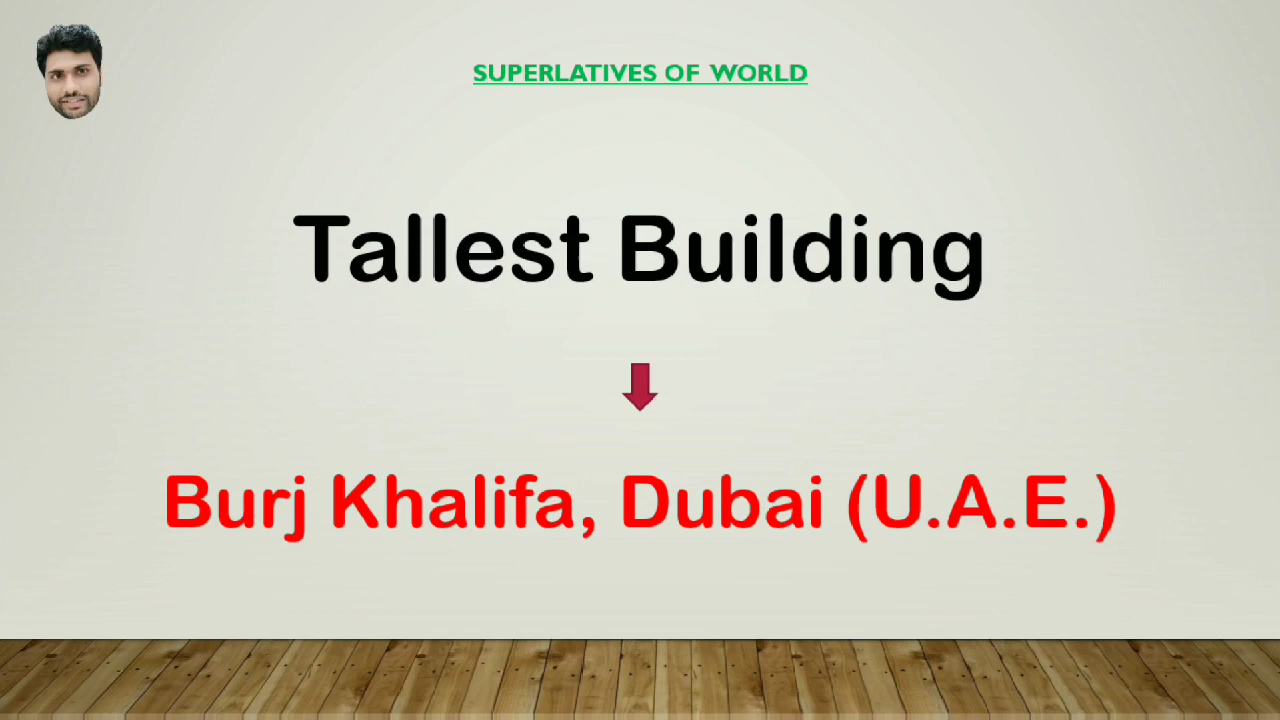 SUPERLATIVES OF WORLD
Tallest Building
Burj Khalifa, Dubai (U.A.E.)